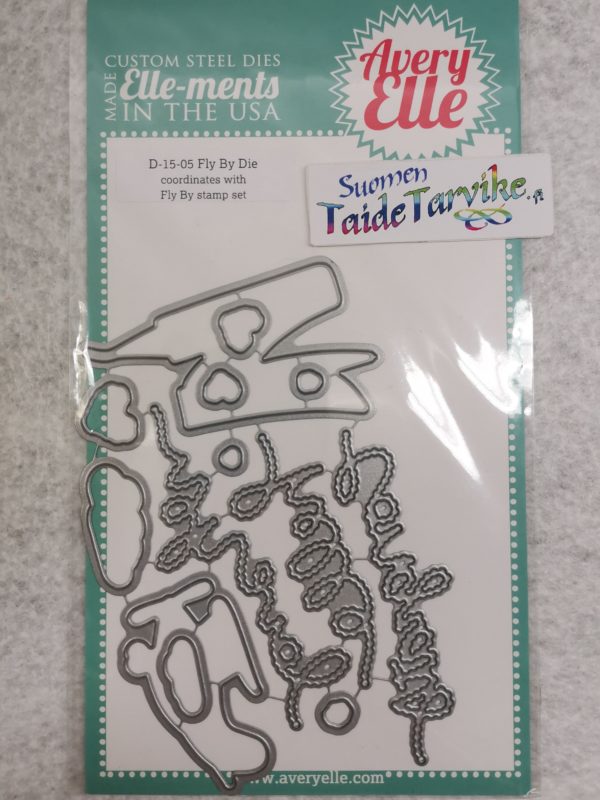 CUSTOM STEEL DIES
MADE
Elle-ments
IN THE USA
Avery
Elle
D-15-05 Fly By Die
coordinates with
Fly By stamp set
Suomen
TaideTarvike.fi
www.averyelle.com